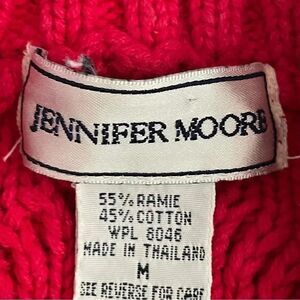 JENNIFER MOORE
55% RAMIE
45% COTTON
WPL 8046
MADE IN THAILAND
M
SEE REVERSE FOR CARE